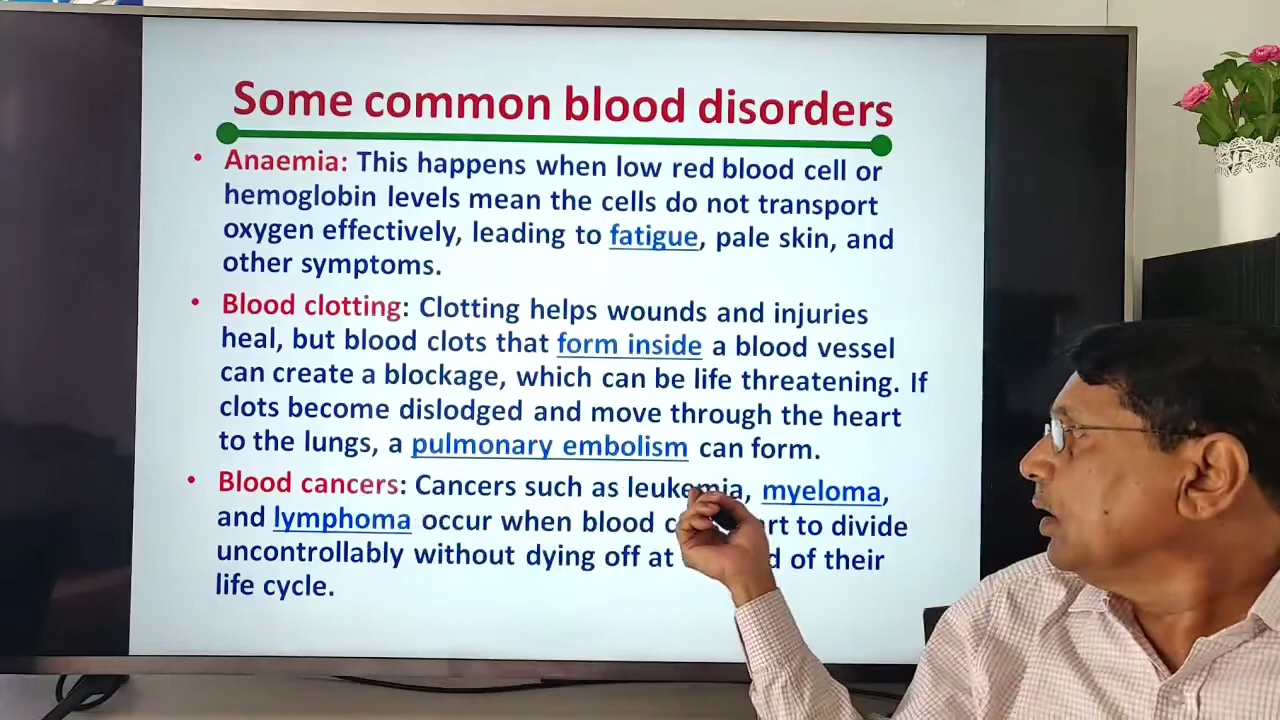 Some common blood disorders
• Anaemia: This happens when low red blood cell or
hemoglobin levels mean the cells do not transport
oxygen effectively, leading to fatigue, pale skin, and
other symptoms.
• Blood clotting: Clotting helps wounds and injuries
heal, but blood clots that form inside a blood vessel
can create a blockage, which can be life threatening. If
clots become dislodged and move through the heart
to the lungs, a pulmonary embolism can form.
• Blood cancers: Cancers such as leukemia, myeloma,
and lymphoma occur when blood to divide
uncontrollably without dying off at of their
life cycle.